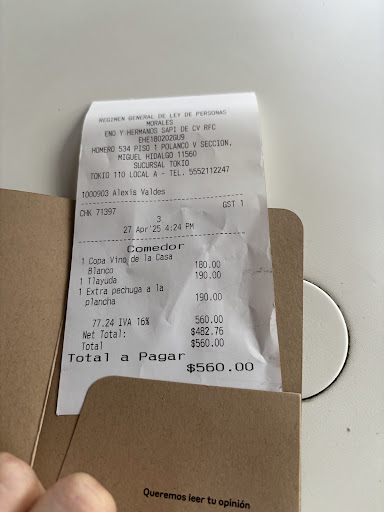 REGIMEN GENERAL DE LEY DE PERSONAS
MORALES
ENO Y HERMANOS SAPI DE CV RFC
EHE180202GU9
HOMERO 534 PISO 1 POLANCO V SECCION,
MIGUEL HIDALGO 11560
SUCURSAL TOKIO
TOKIO 110 LOCAL A - TEL. 5552112247
1000903 Alexis Valdes
CHK 71397 GST 1
3
27 Apr'25 4:24 PM
Comedor
1 Copa Vino de la Casa
Blanco 180.00
1 Tlayuda 190.00
1 Extra pechuga a la
plancha 190.00
560.00
77.24 IVA 16% $482.76
Net Total: $560.00
Total
Total a Pagar
$560.00
Queremos leer tu opinión